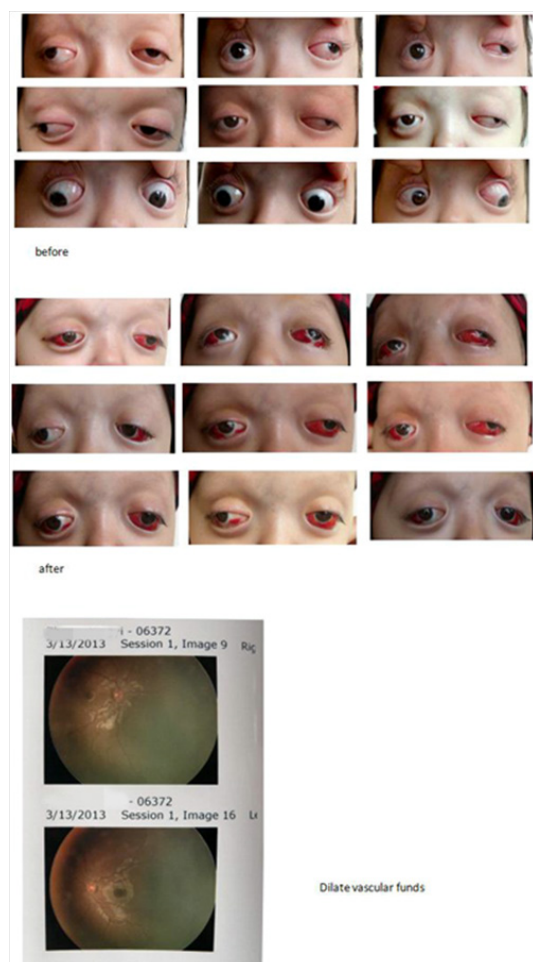 before
after
- 06372
3/13/2013 Session 1, Image 9
- 06372
3/13/2013 Session 1, Image 16
Dilate vascular funds